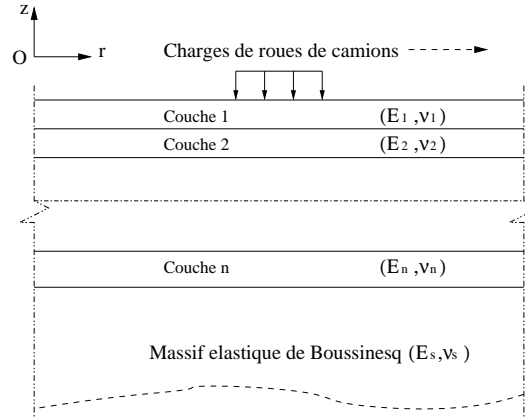 z
O
r
Charges de roues de camions
Couche 1 (E₁,ν₁)
Couche 2 (E₂,ν₂)
Couche n (Eₙ,νₙ)
Massif elastique de Boussinesq (Eₛ,νₛ)